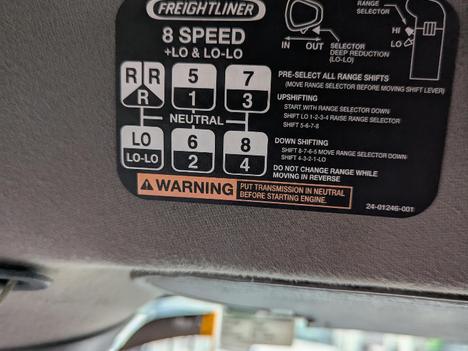 FREIGHTLINER
8 SPEED
+LO & LO-LO
RANGE
SELECTOR
HI
LO
IN OUT SELECTOR
DEEP REDUCTION
(LO-LO)
R R 5 7
R 1 3
NEUTRAL
LO 6 8
LO-LO 2 4
PRE-SELECT ALL RANGE SHIFTS
(MOVE RANGE SELECTOR BEFORE MOVING SHIFT LEVER)
UPSHIFTING
START WITH RANGE SELECTOR DOWN
SHIFT LO 1-2-3-4 RAISE RANGE SELECTOR
SHIFT 5-6-7-8
DOWN SHIFTING
SHIFT 8-7-6-5 MOVE RANGE SELECTOR DOWN
SHIFT 4-3-2-1-LO
DO NOT CHANGE RANGE WHILE
MOVING IN REVERSE
WARNING PUT TRANSMISSION IN NEUTRAL
BEFORE STARTING ENGINE.
24-01246-001